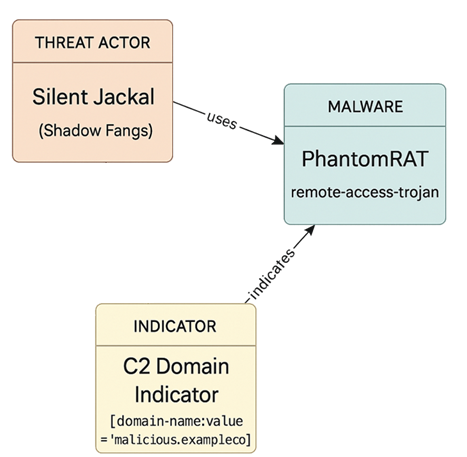 THREAT ACTOR
Silent Jackal
(Shadow Fangs)
uses
MALWARE
PhantomRAT
remote-access-trojan
indicates
INDICATOR
C2 Domain
Indicator
[domain-name:value
='malicious.exampleco]